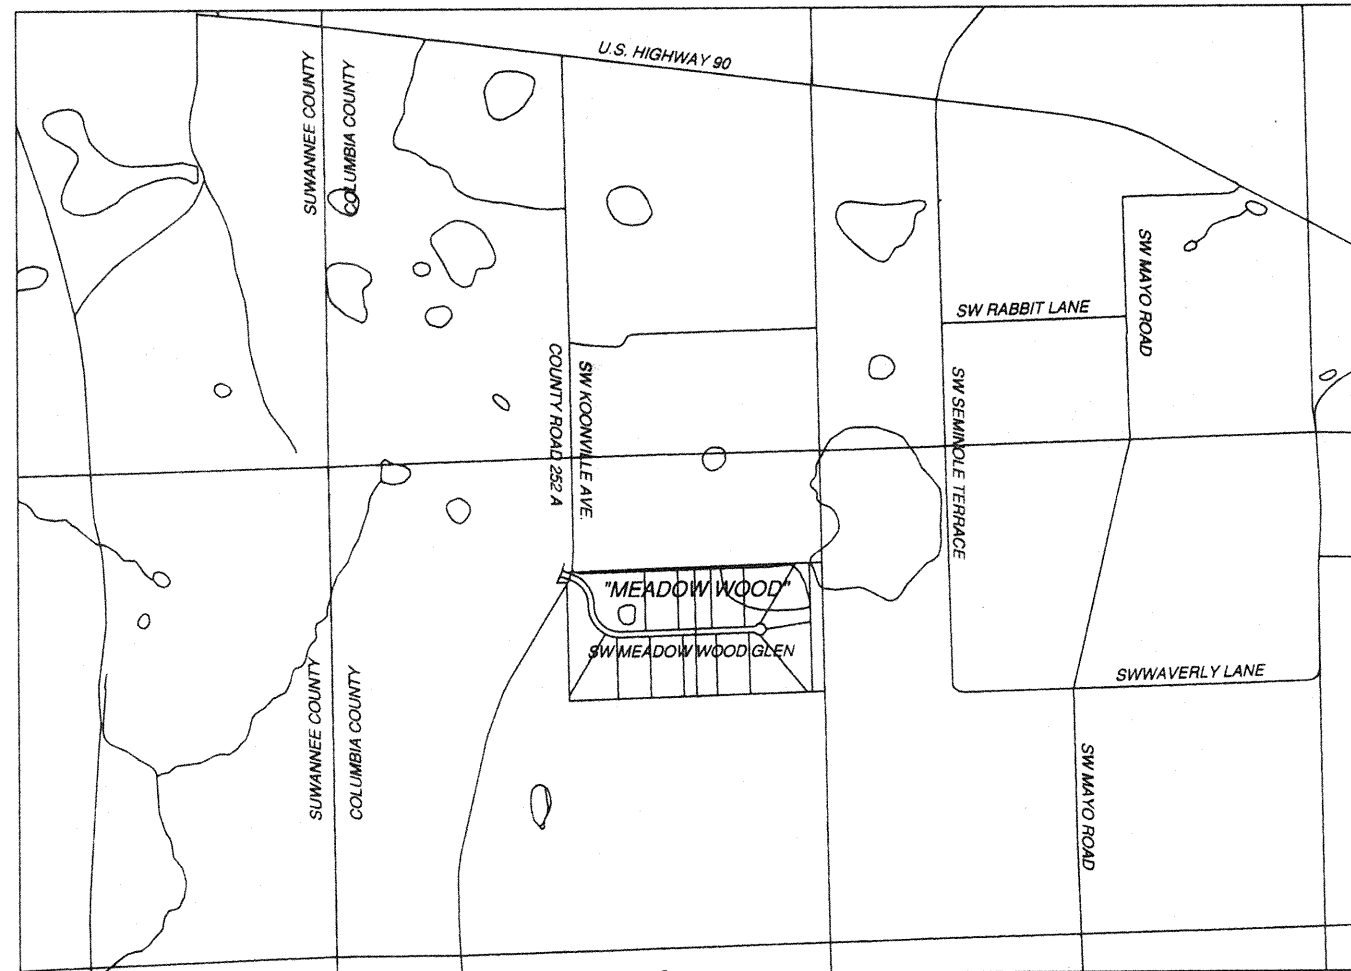 U.S. HIGHWAY 90
SUWANNEE COUNTY
COLUMBIA COUNTY
SW MAYO ROAD
SW RABBIT LANE
COUNTY ROAD 252 A
SW KOONVILLE AVE.
SW SEMINOLE TERRACE
"MEADOW WOOD"
SW MEADOW WOOD GLEN
SUWANNEE COUNTY
COLUMBIA COUNTY
SWWAVERLY LANE
SW MAYO ROAD